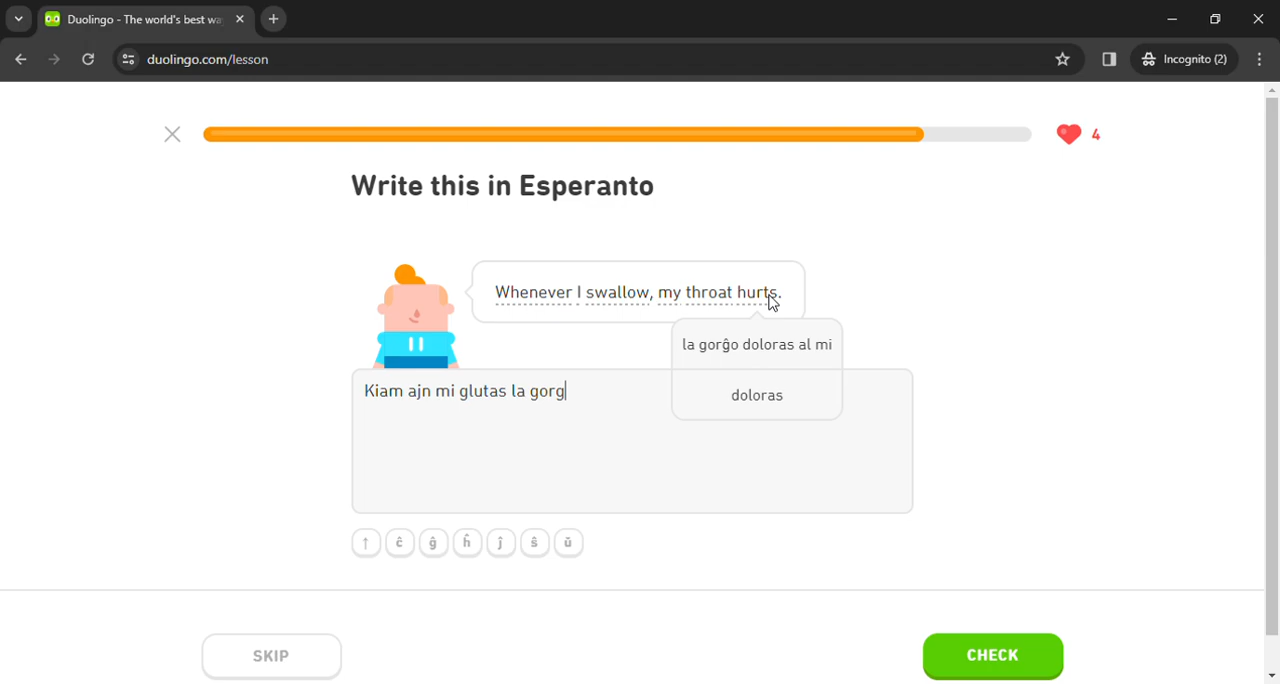 Duolingo - The world's best wa
duolingo.com/lesson
Incognito (2)
4
Write this in Esperanto
Whenever I swallow, my throat hurts.
la gorĝo doloras al mi
doloras
Kiam ajn mi glutas la gorg
↑ ĉ ĝ ĥ ĵ ŝ ŭ
SKIP
CHECK